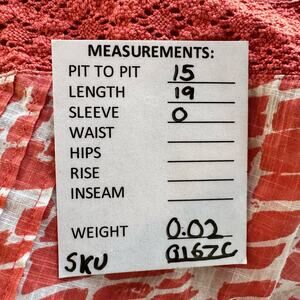 MEASUREMENTS:
PIT TO PIT 15
LENGTH 19
SLEEVE 0
WAIST
HIPS
RISE
INSEAM
WEIGHT 0.02
SKU B167C